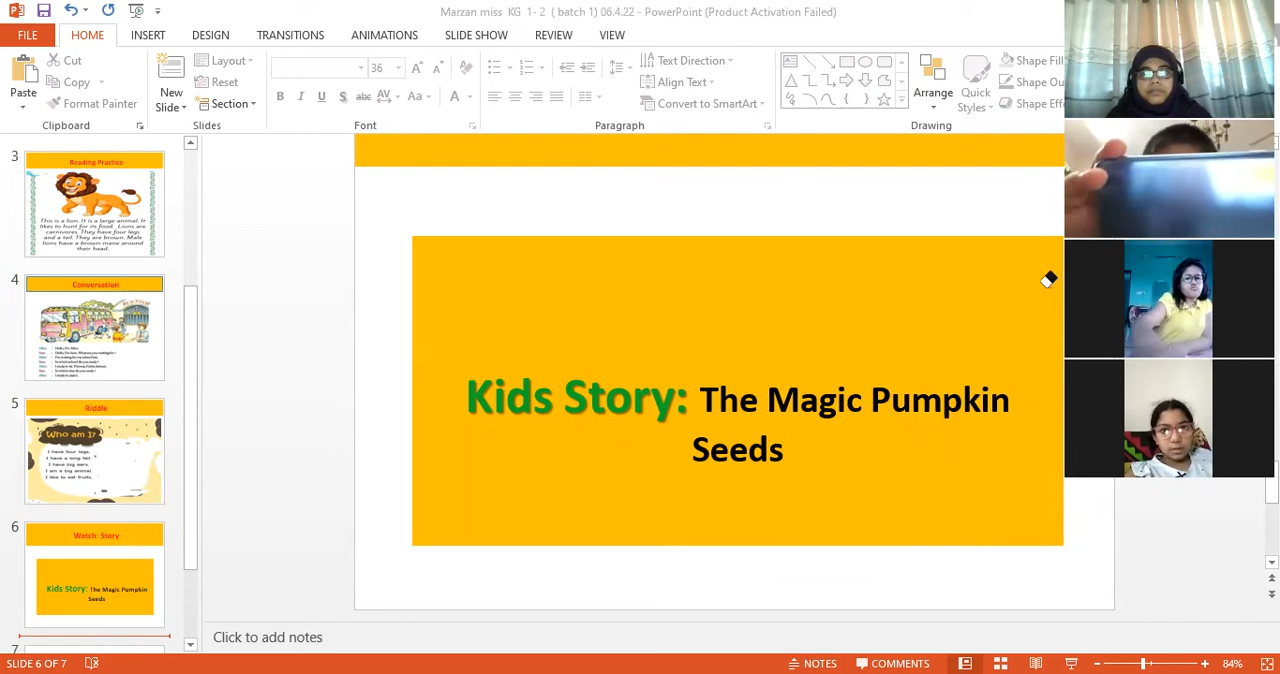 Marzan miss KG 1- 2 ( batch 1) 06.4.22 - PowerPoint (Product Activation Failed)
FILE HOME INSERT DESIGN TRANSITIONS ANIMATIONS SLIDE SHOW REVIEW VIEW
Paste
Cut
Copy
Format Painter
Clipboard
New
Slide
Layout
Reset
Section
Slides
36
B I U S abc AV Aa A
Font
Text Direction
Align Text
Convert to SmartArt
Paragraph
Arrange
Quick
Styles
Shape Fill
Shape Ou
Shape Effe
Drawing
3
Reading Practice
This is a lion. It is a large animal. It
likes to hunt for its food. Lions are
carnivores. They have four legs
and a tail. They are brown. Male
lions have a brown mane around
their head.
4
Conversation
5
Riddle
Who am I?
I have four legs.
I have a long tail.
I have big ears.
I am a big animal.
I like to eat fruits.
6
Watch: Story
Kids Story: The Magic Pumpkin
Seeds
7
Kids Story: The Magic Pumpkin
Seeds
Click to add notes
SLIDE 6 OF 7
NOTES
COMMENTS
84%